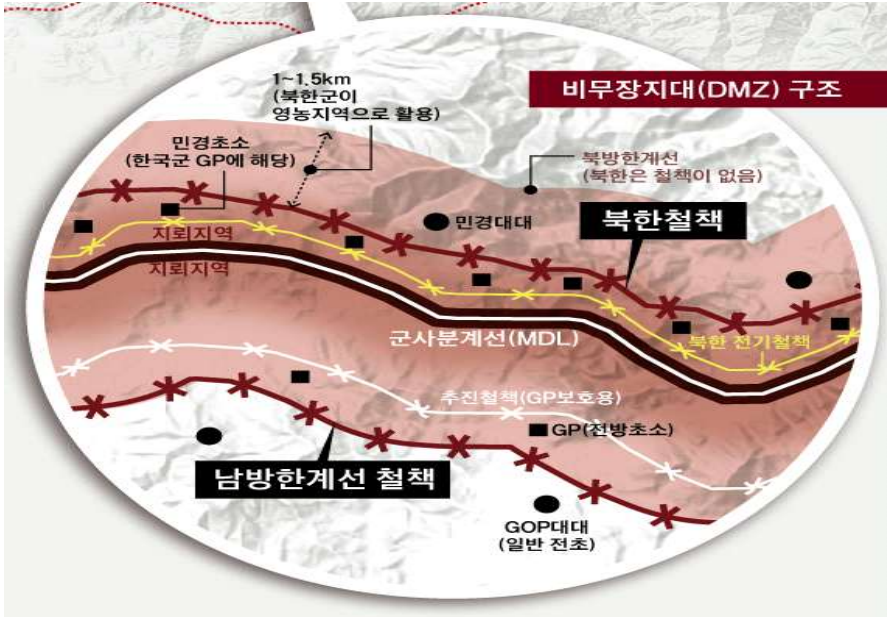 비무장지대(DMZ) 구조
1~1.5km
(북한군이
영농지역으로 활용)
민경초소
(한국군 GP에 해당)
북방한계선
(북한은 철책이 없음)
민경대대
북한철책
지뢰지역
지뢰지역
군사분계선(MDL)
북한 전기철책
추진철책(GP보호용)
GP(전방초소)
남방한계선 철책
GOP대대
(일반 전초)